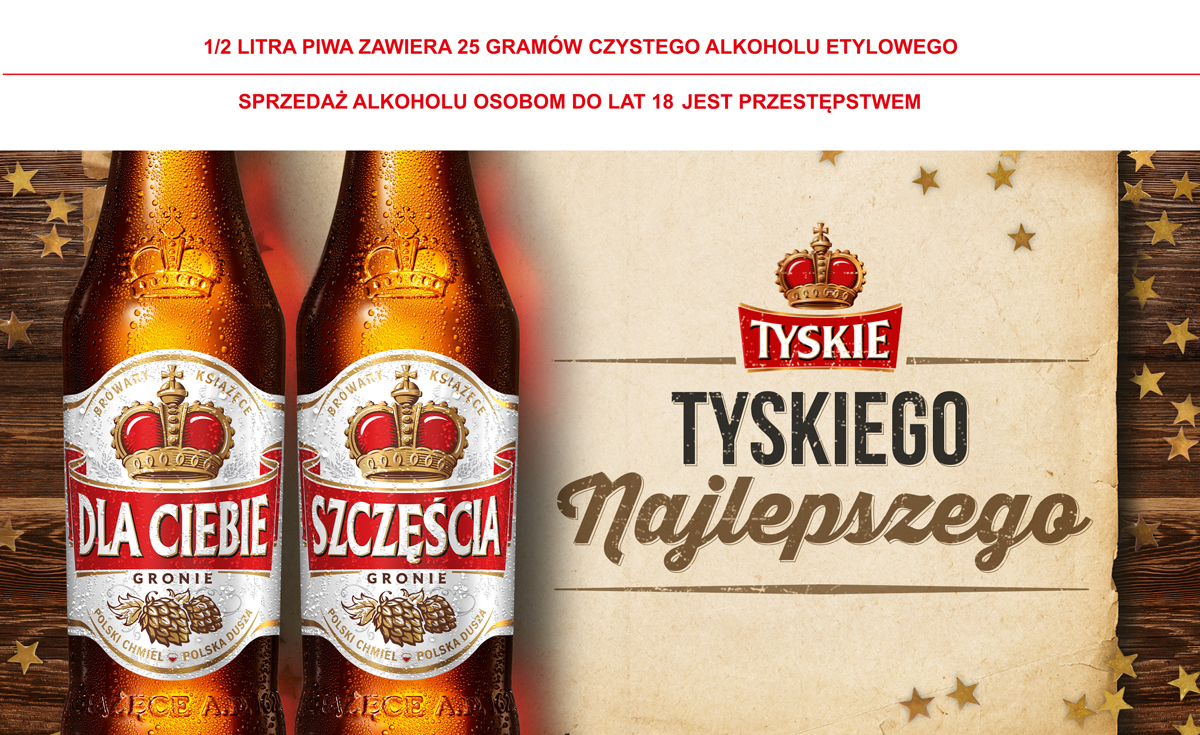 1/2 LITRA PIWA ZAWIERA 25 GRAMÓW CZYSTEGO ALKOHOLU ETYLOWEGO
SPRZEDAŻ ALKOHOLU OSOBOM DO LAT 18 JEST PRZESTĘPSTWEM
BROWARY KSIĄŻĘCE
DLA CIEBIE
GRONIE
POLSKI CHMIEL POLSKA DUSZA
BROWARY KSIĄŻĘCE
SZCZĘŚCIA
GRONIE
POLSKI CHMIEL POLSKA DUSZA
TYSKIE
TYSKIEGO
Najlepszego